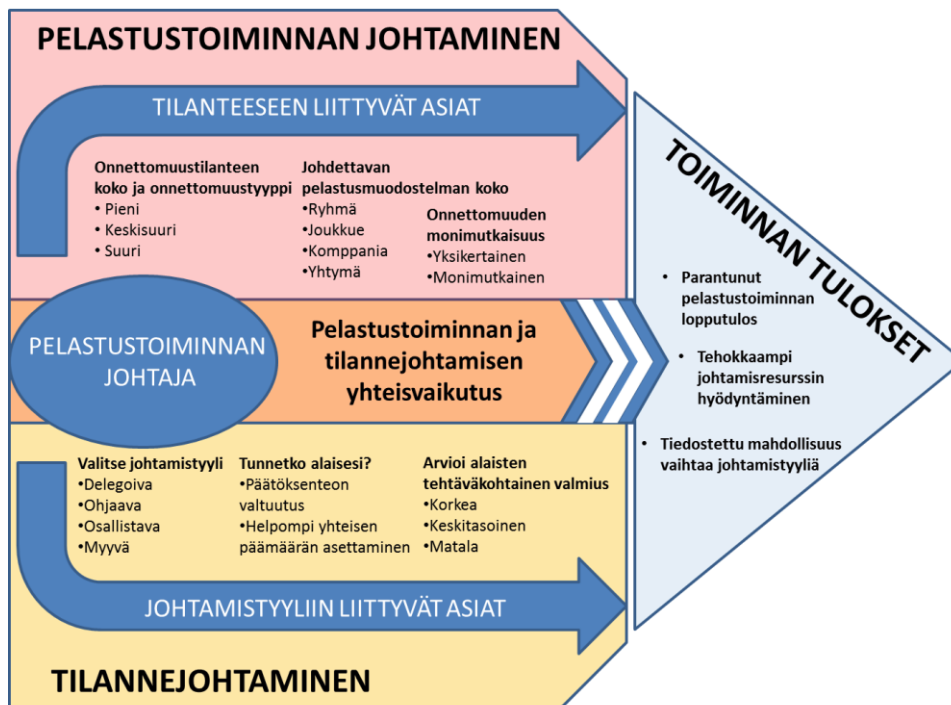 PELASTUSTOIMINNAN JOHTAMINEN
TILANTEESEEN LIITTYVÄT ASIAT
Onnettomuustilanteen
koko ja onnettomuustyyppi
• Pieni
• Keskisuuri
• Suuri
Johdettavan
pelastusmuodostelman koko
•Ryhmä
•Joukkue
•Komppania
•Yhtymä
Onnettomuuden
monimutkaisuus
•Yksikertainen
•Monimutkainen
PELASTUSTOIMINNAN
JOHTAJA
Pelastustoiminnan ja
tilannejohtamisen
yhteisvaikutus
Valitse johtamistyyli
•Delegoiva
•Ohjaava
•Osallistava
•Myyvä
Tunnetko alaisesi?
•Päätöksenteon
valtuutus
•Helpompi yhteisen
päämäärän asettaminen
Arvioi alaisten
tehtäväkohtainen valmius
•Korkea
•Keskitasoinen
•Matala
JOHTAMISTYYLIIN LIITTYVÄT ASIAT
TILANNEJOHTAMINEN
TOIMINNAN TULOKSET
• Parantunut
pelastustoiminnan
lopputulos
• Tehokkaampi
johtamisresurssin
hyödyntäminen
• Tiedostettu mahdollisuus
vaihtaa johtamistyyliä